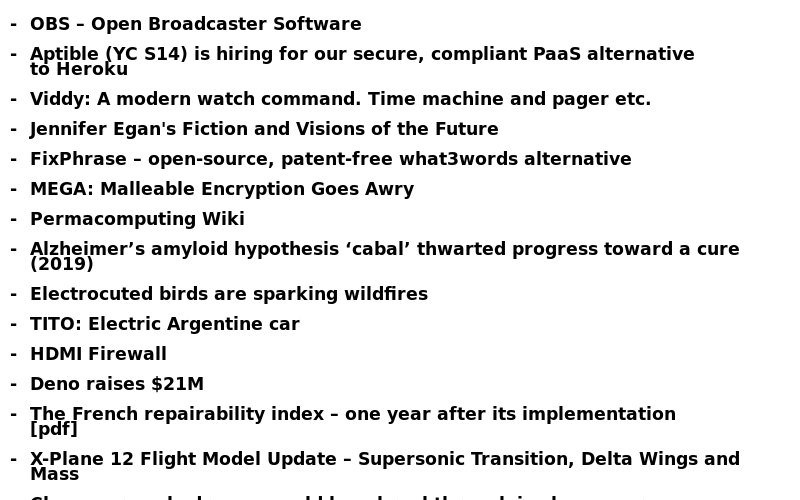 - OBS – Open Broadcaster Software
- Aptible (YC S14) is hiring for our secure, compliant PaaS alternative
to Heroku
- Viddy: A modern watch command. Time machine and pager etc.
- Jennifer Egan's Fiction and Visions of the Future
- FixPhrase – open-source, patent-free what3words alternative
- MEGA: Malleable Encryption Goes Awry
- Permacomputing Wiki
- Alzheimer’s amyloid hypothesis ‘cabal’ thwarted progress toward a cure
(2019)
- Electrocuted birds are sparking wildfires
- TITO: Electric Argentine car
- HDMI Firewall
- Deno raises $21M
- The French repairability index – one year after its implementation
[pdf]
- X-Plane 12 Flight Model Update – Supersonic Transition, Delta Wings and
Mass